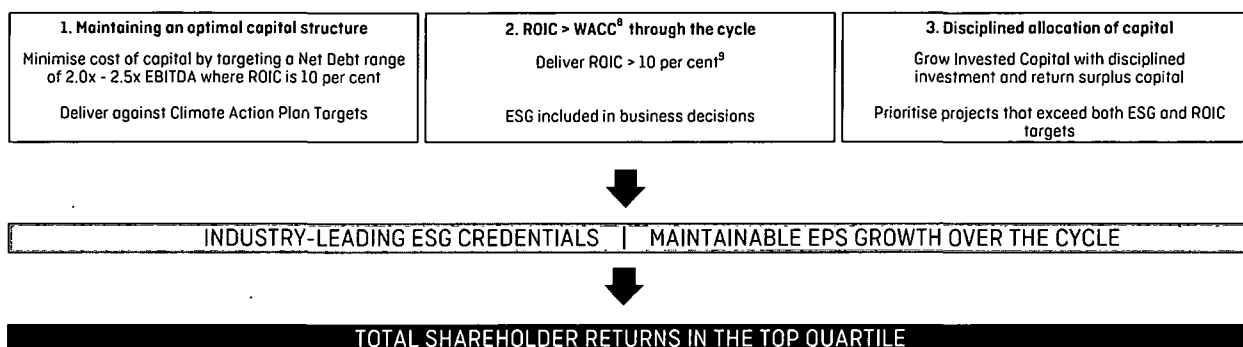 1. Maintaining an optimal capital structure
Minimise cost of capital by targeting a Net Debt range
of 2.0x - 2.5x EBITDA where ROIC is 10 per cent
Deliver against Climate Action Plan Targets
2. ROIC > WACC⁸ through the cycle
Deliver ROIC > 10 per cent⁹
ESG included in business decisions
3. Disciplined allocation of capital
Grow Invested Capital with disciplined
investment and return surplus capital
Prioritise projects that exceed both ESG and ROIC
targets
INDUSTRY-LEADING ESG CREDENTIALS | MAINTAINABLE EPS GROWTH OVER THE CYCLE
TOTAL SHAREHOLDER RETURNS IN THE TOP QUARTILE